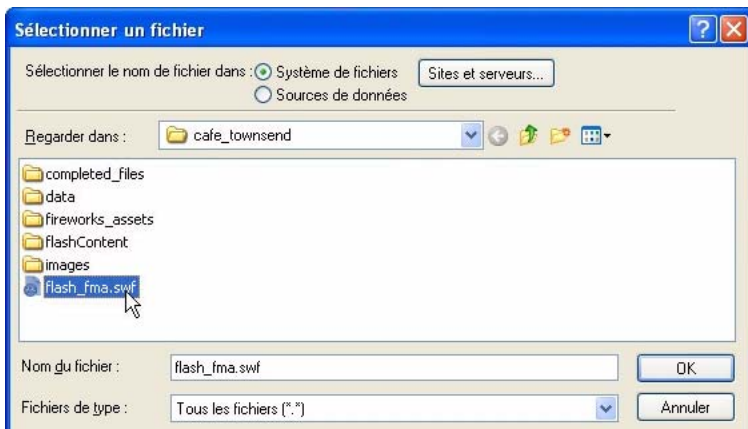 Sélectionner un fichier
Sélectionner le nom de fichier dans : Système de fichiers Sites et serveurs...
Sources de données
Regarder dans : cafe_townsend
completed_files
data
fireworks_assets
flashContent
images
flash_fma.swf
Nom du fichier : flash_fma.swf OK
Fichiers de type : Tous les fichiers (*.*) Annuler